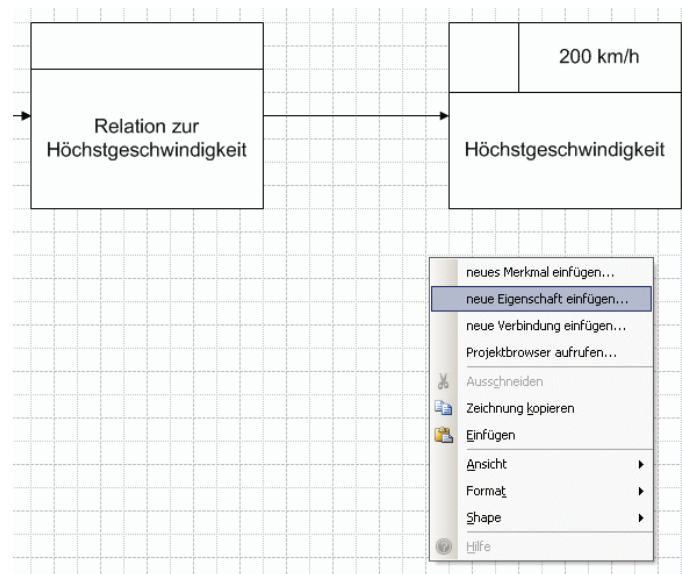 200 km/h
Relation zur
Höchstgeschwindigkeit
Höchstgeschwindigkeit
neues Merkmal einfügen...
neue Eigenschaft einfügen...
neue Verbindung einfügen...
Projektbrowser aufrufen...
Ausschneiden
Zeichnung kopieren
Einfügen
Ansicht
Format
Shape
Hilfe